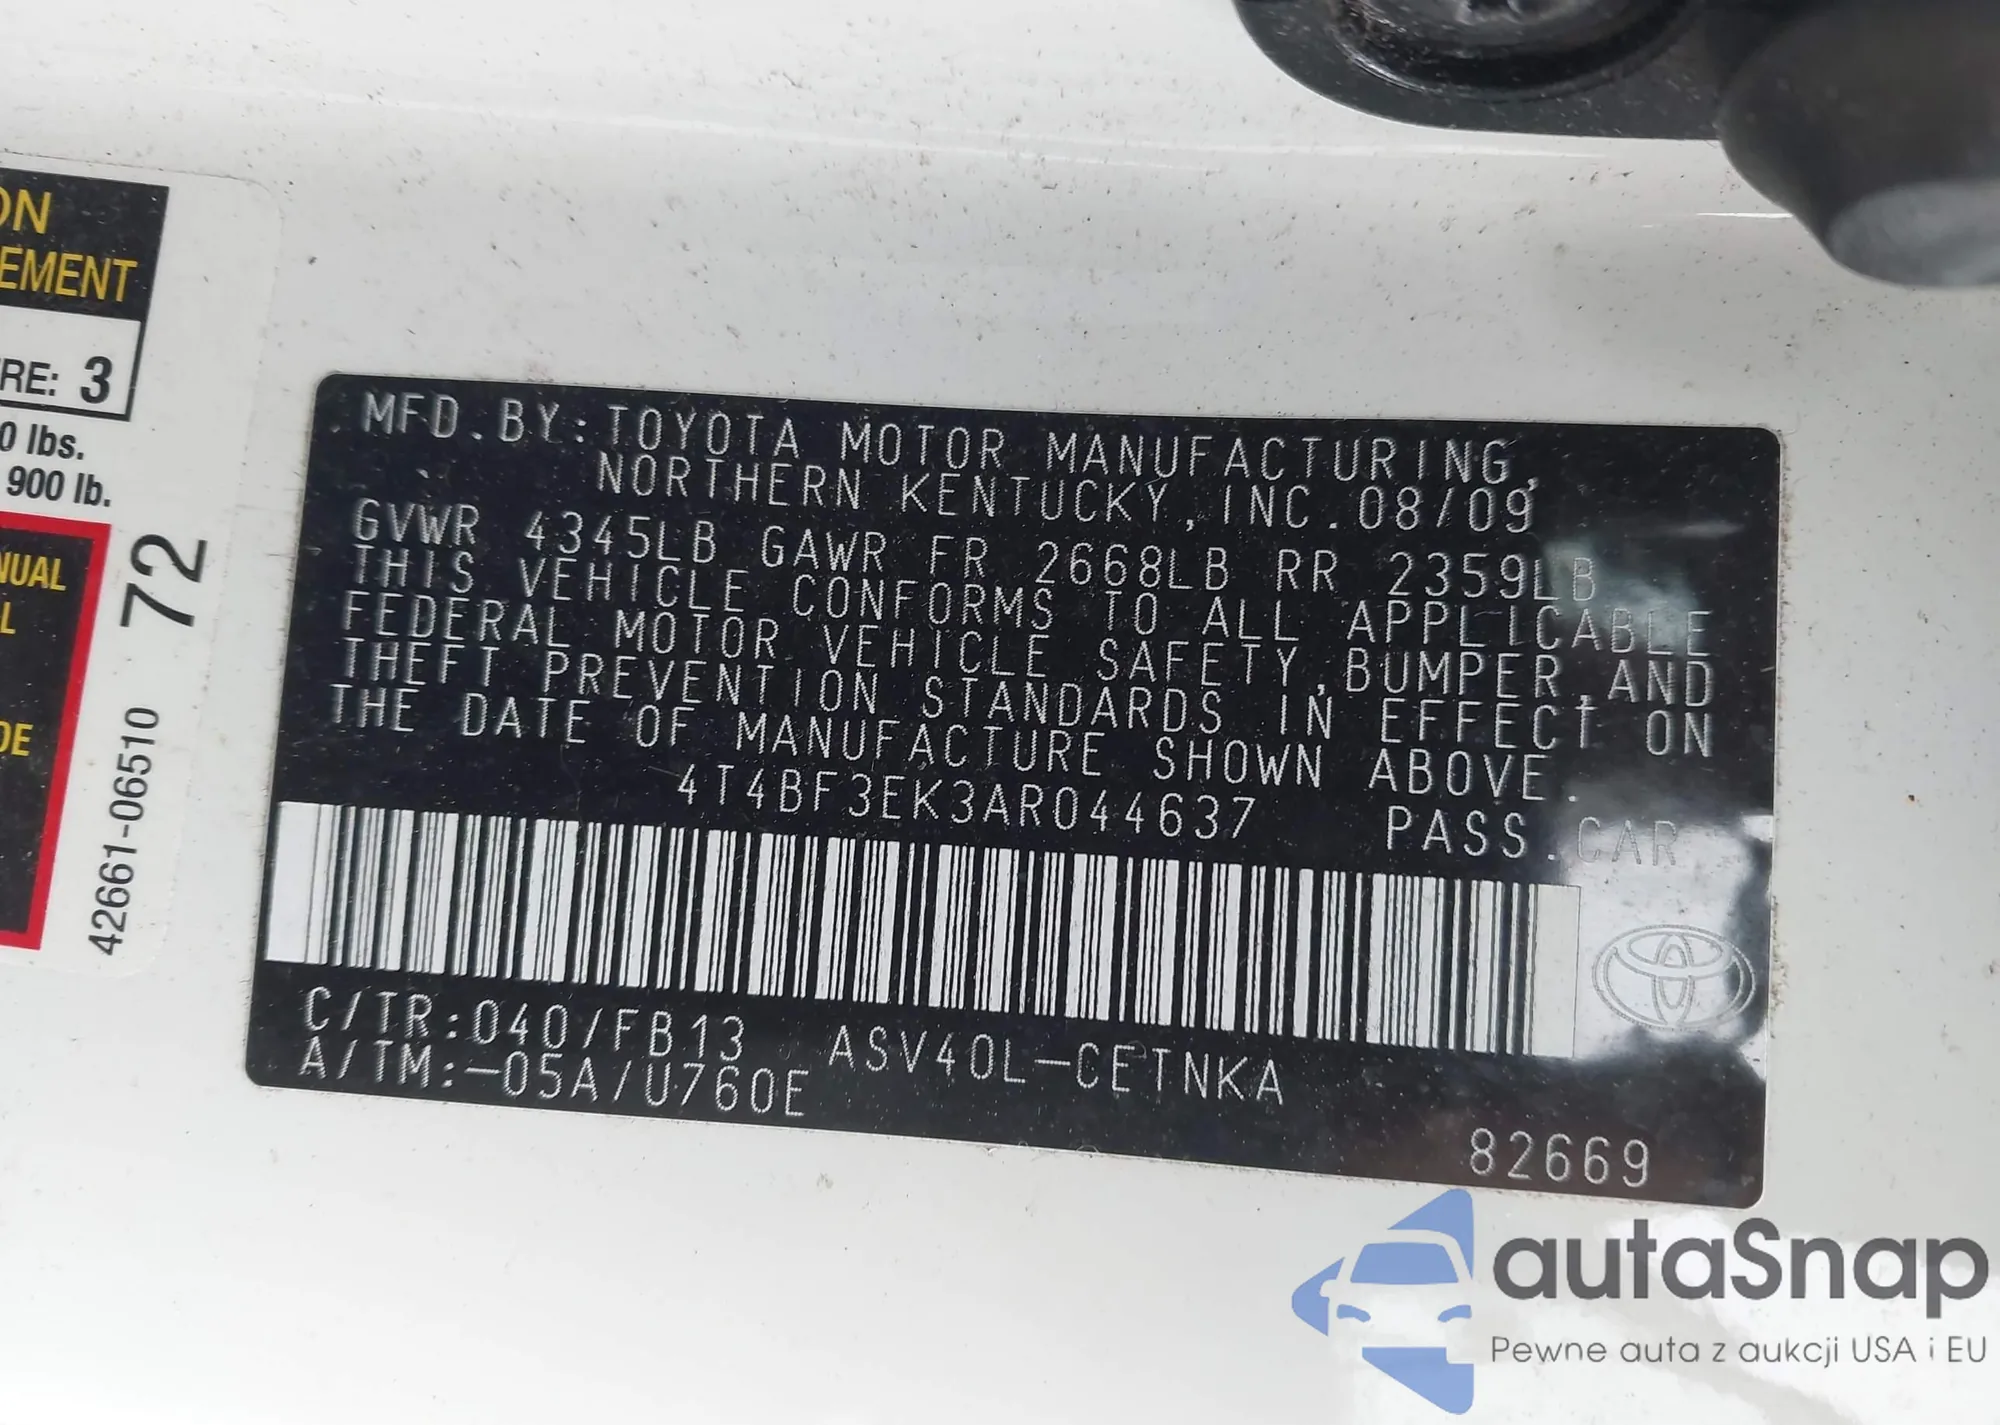 ON
EMENT
RE: 3
0 lbs.
900 lb.
NUAL
L
DE
42661-06510 72
MFD.BY:TOYOTA MOTOR MANUFACTURING,
NORTHERN KENTUCKY,INC.08/09
GVWR 4345LB GAWR FR 2668LB RR 2359LB
THIS VEHICLE CONFORMS TO ALL APPLICABLE
FEDERAL MOTOR VEHICLE SAFETY,BUMPER,AND
THEFT PREVENTION STANDARDS IN EFFECT ON
THE DATE OF MANUFACTURE SHOWN ABOVE.
4T4BF3EK3AR044637 PASS.CAR
C/TR:040/FB13 ASV40L-CETNKA
A/TM:-05A/U760E
82669
autaSnap
Pewne auta z aukcji USA i EU